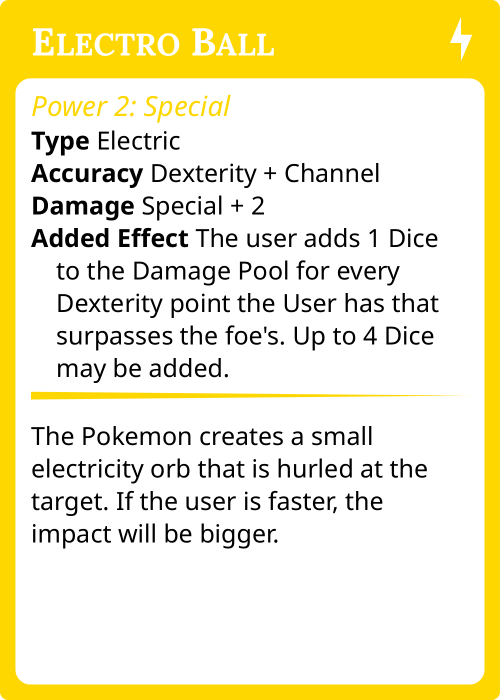 Electro Ball
Power 2: Special
Type Electric
Accuracy Dexterity + Channel
Damage Special + 2
Added Effect The user adds 1 Dice
to the Damage Pool for every
Dexterity point the User has that
surpasses the foe's. Up to 4 Dice
may be added.
The Pokemon creates a small
electricity orb that is hurled at the
target. If the user is faster, the
impact will be bigger.